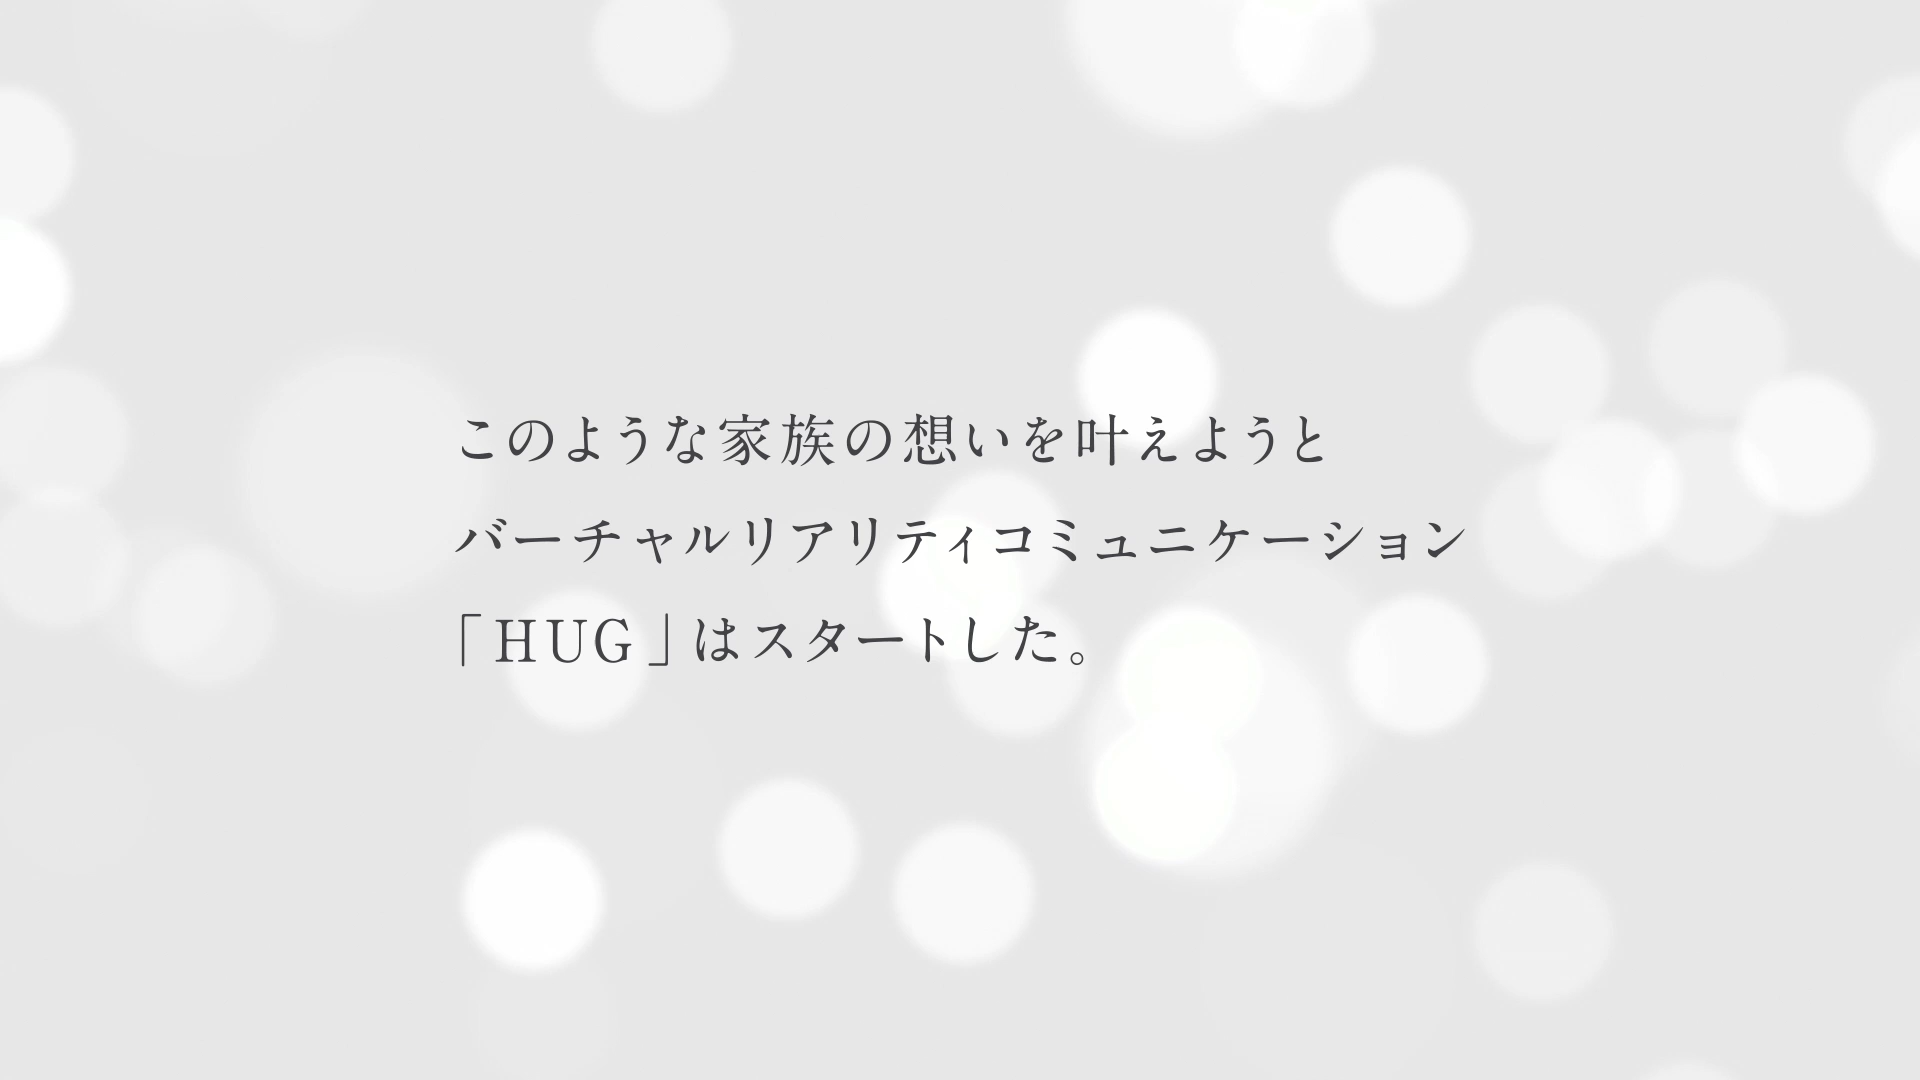 このような家族の想いを叶えようと
バーチャルリアリティコミュニケーション
「HUG」はスタートした。